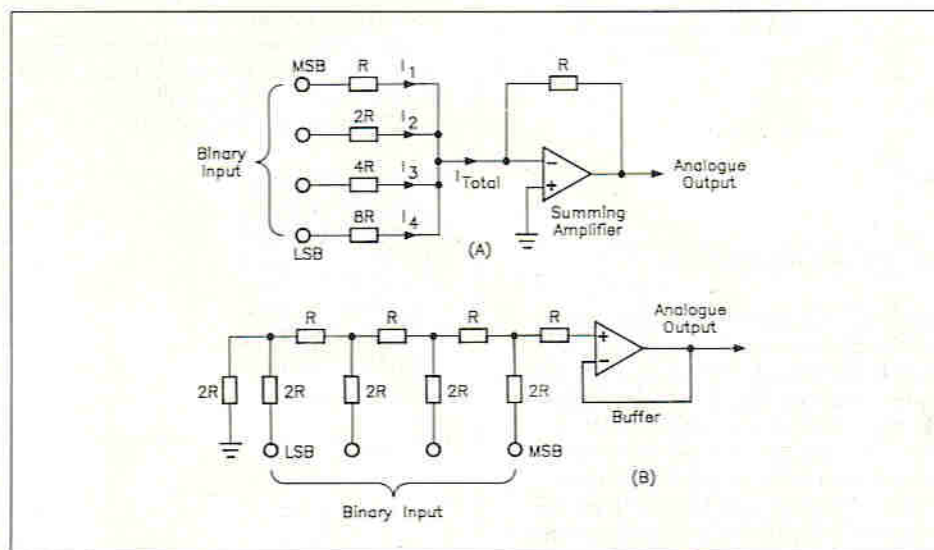 MSB
R
I1
R
2R
I2
Binary
Input
4R
I3
ITotal
−
+
Analogue
Output
8R
I4
Summing
Amplifier
LSB
(A)
R
R
R
R
+
−
Analogue
Output
2R
2R
2R
2R
2R
Buffer
LSB
MSB
(B)
Binary Input